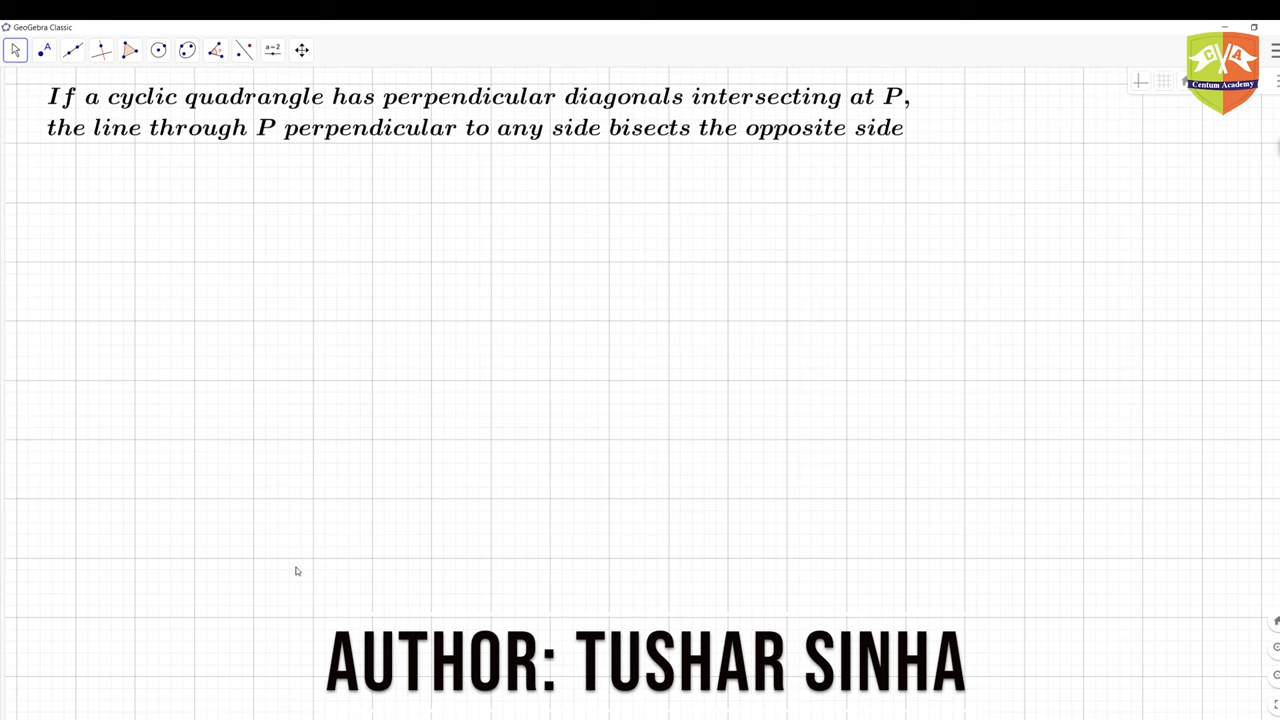 GeoGebra Classic
A
a=2
C A
Centum Academy
If a cyclic quadrangle has perpendicular diagonals intersecting at P,
the line through P perpendicular to any side bisects the opposite side
AUTHOR: TUSHAR SINHA